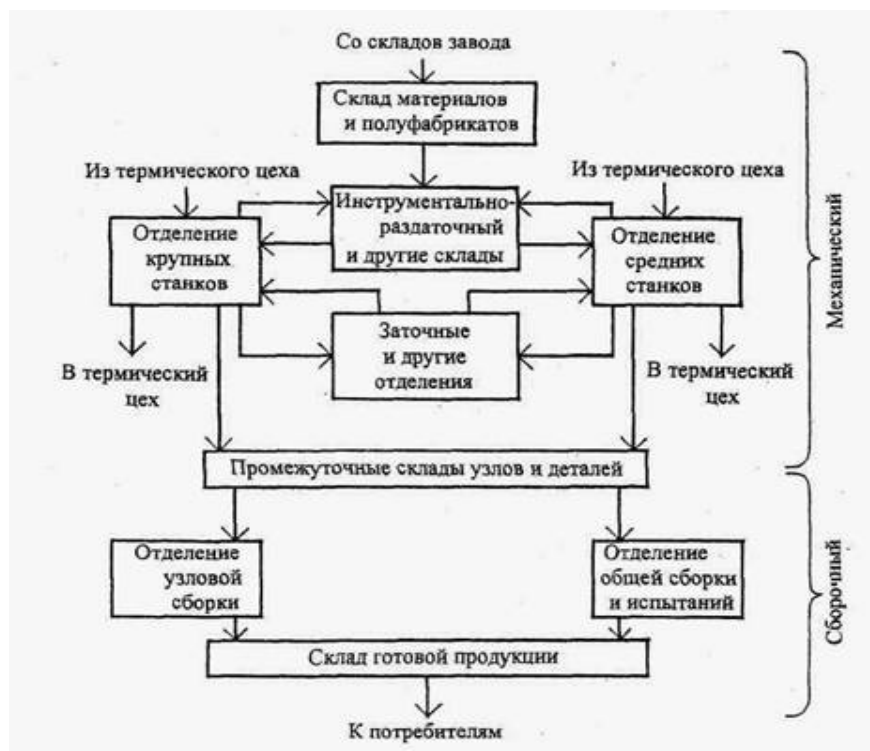 Со складов завода
Склад материалов
и полуфабрикатов
Из термического цеха
Из термического цеха
Инструментально-
раздаточный
и другие склады
Отделение
крупных
станков
Отделение
средних
станков
Заточные
и другие
отделения
В термический
цех
В термический
цех
Механический
Промежуточные склады узлов и деталей
Отделение
узловой
сборки
Отделение
общей сборки
и испытаний
Сборочный
Склад готовой продукции
К потребителям